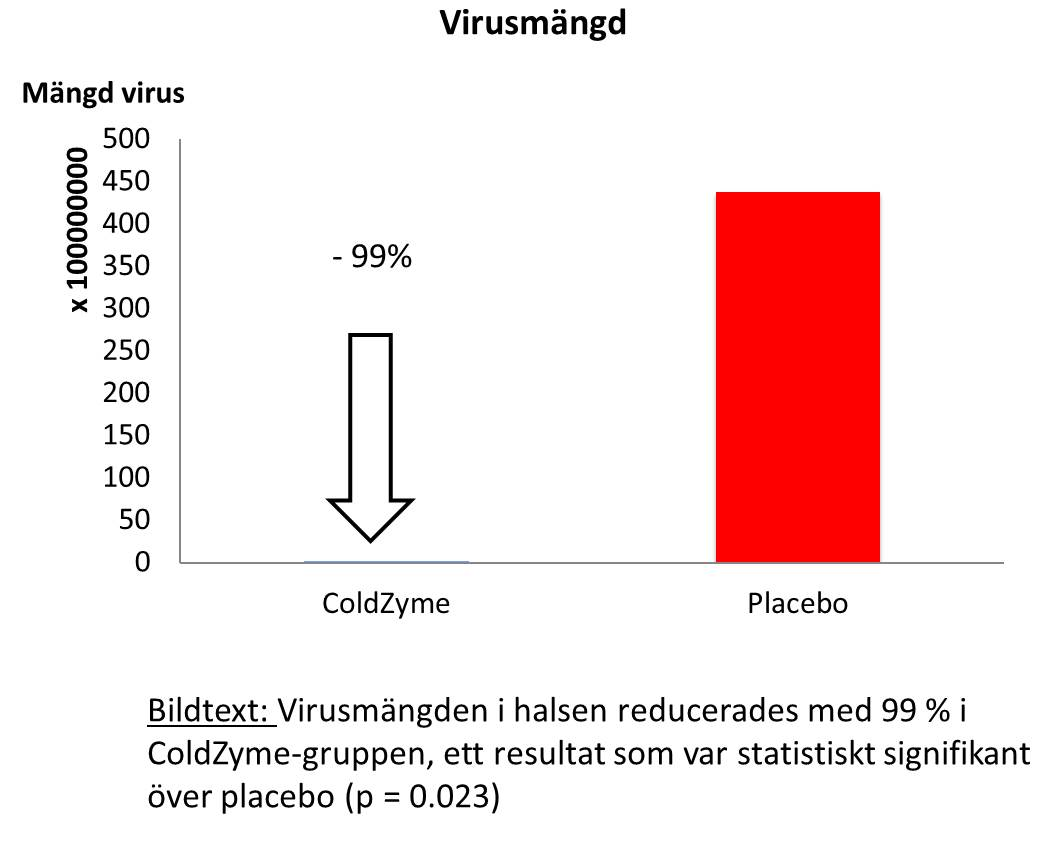 Virusmängd
Mängd virus
x 100000000
500
450
400
350
300
250
200
150
100
50
0
- 99%
ColdZyme
Placebo
Bildtext: Virusmängden i halsen reducerades med 99 % i
ColdZyme-gruppen, ett resultat som var statistiskt signifikant
över placebo (p = 0.023)